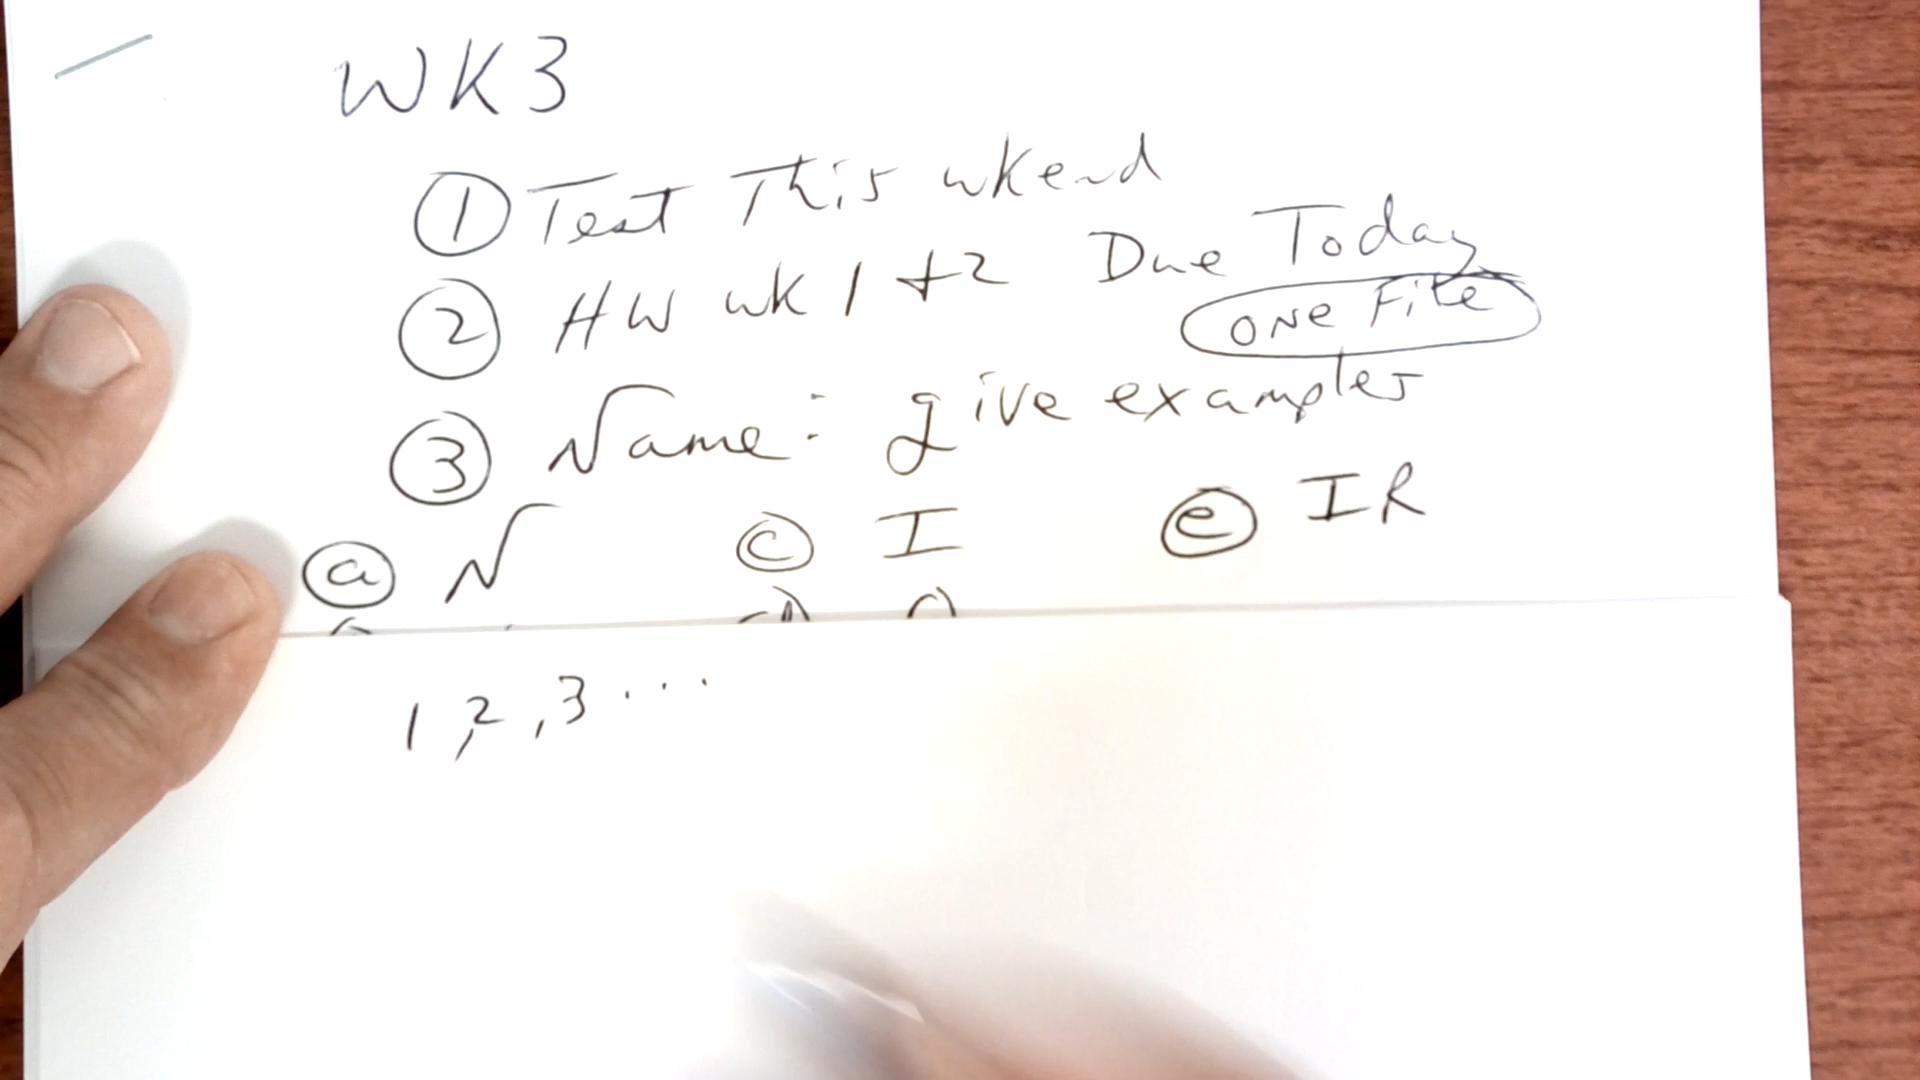 WK3
① Test This wkend
② HW wk 1 + 2 Due Today
ONe File
③ Name: give examples
ⓐ N ⓒ I ⓔ IR
1, 2, 3 . . .